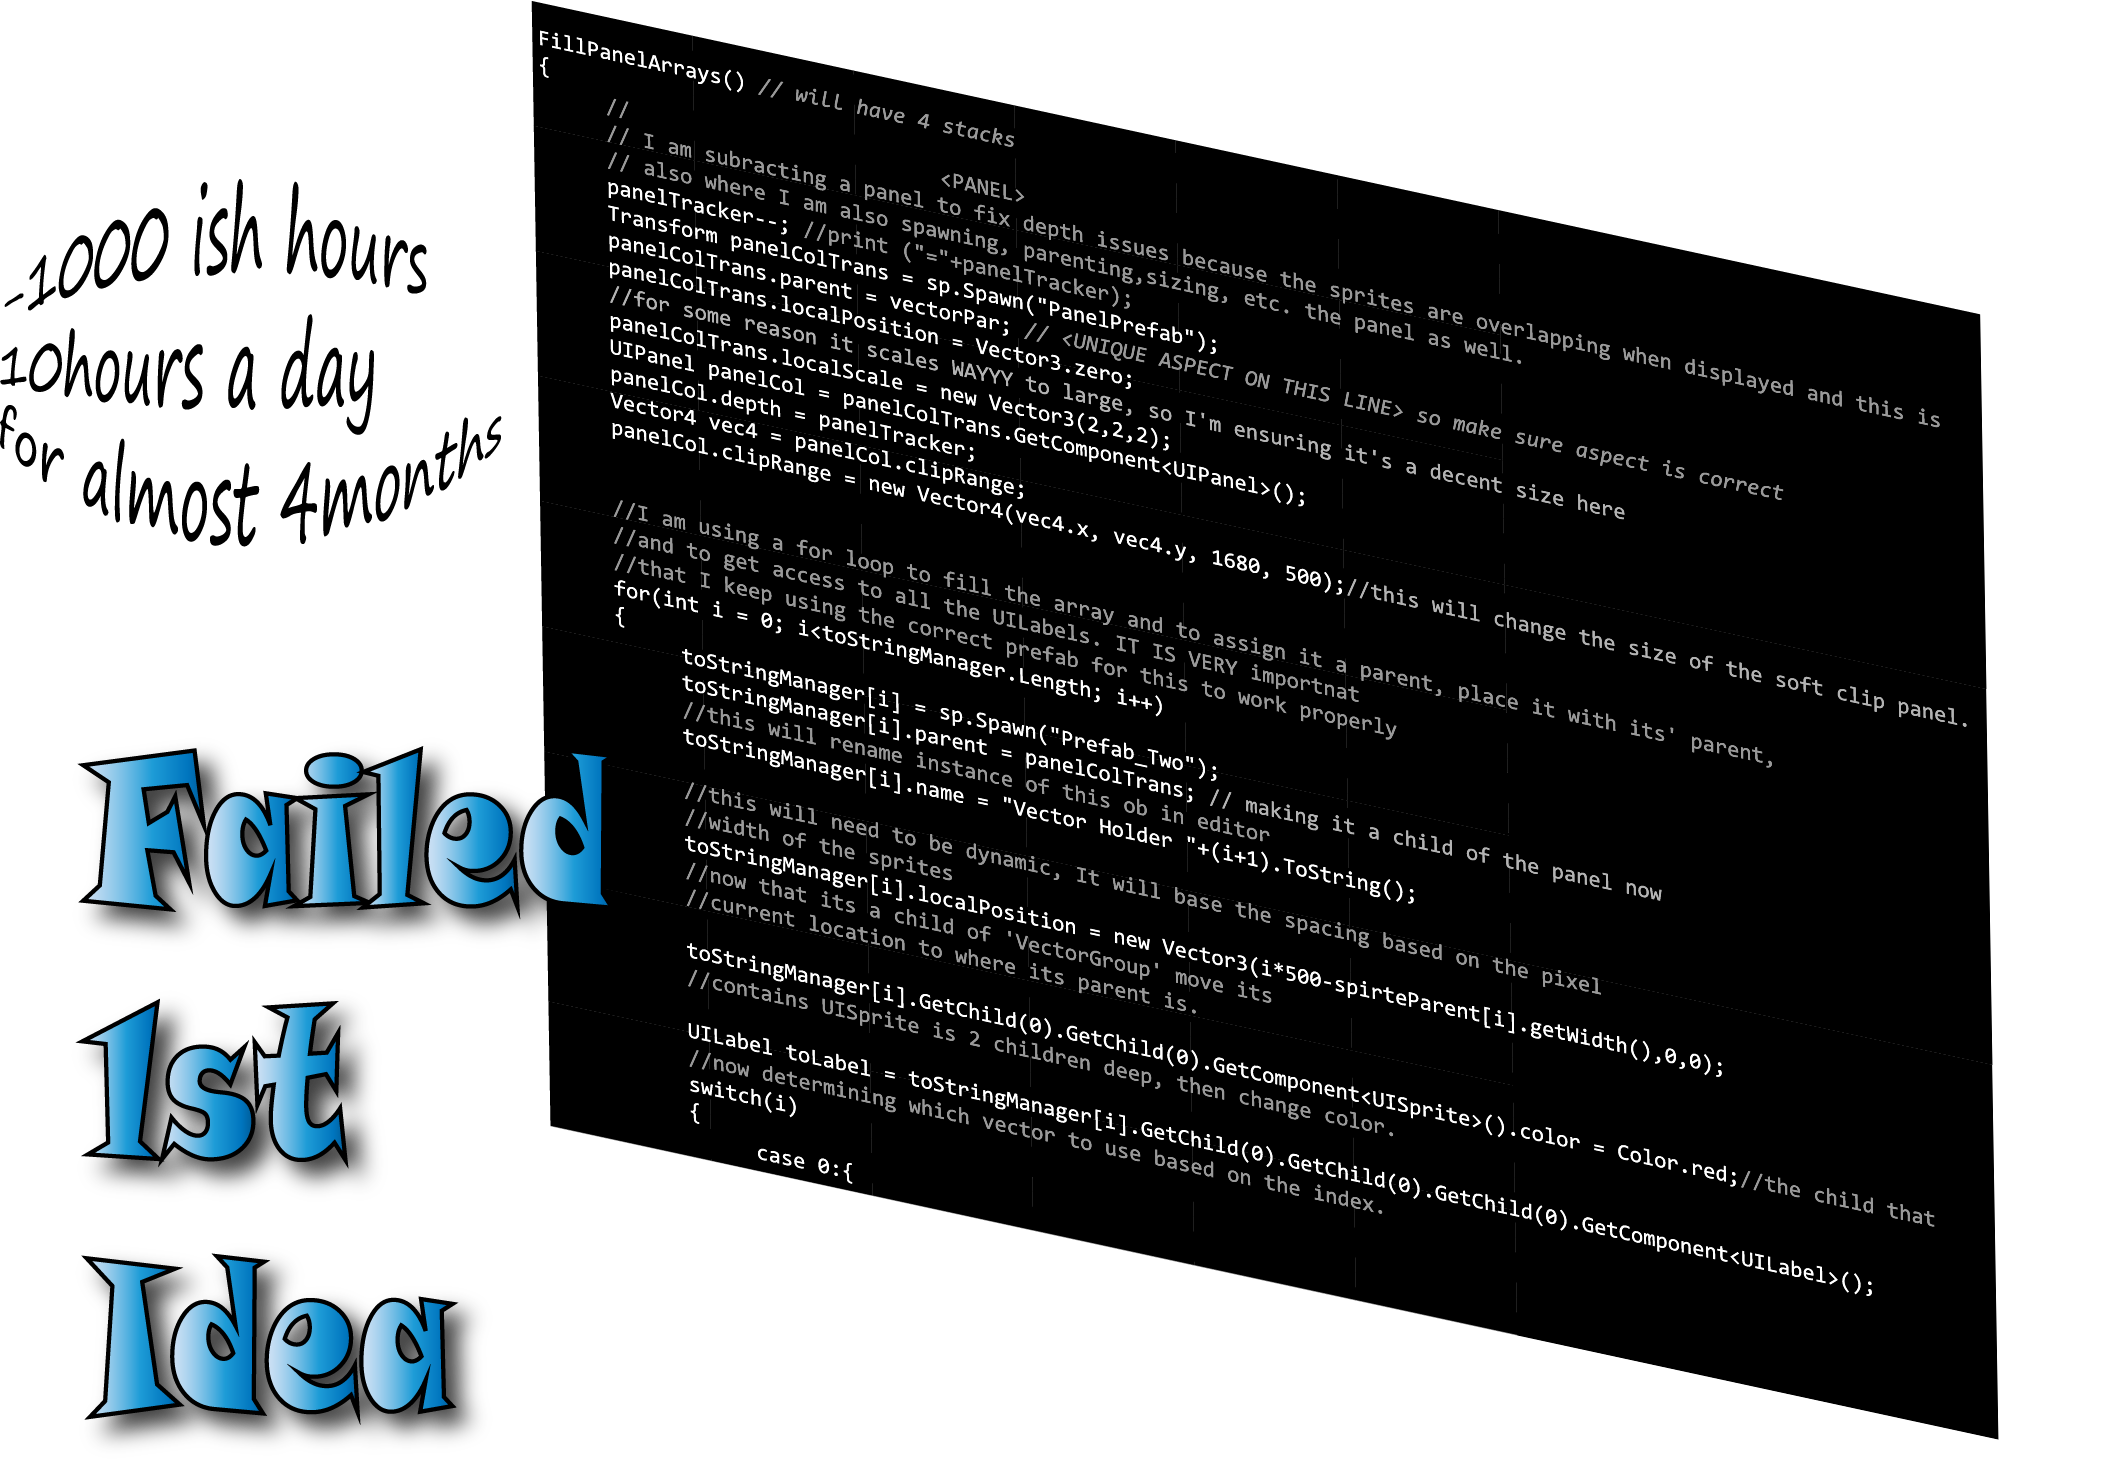 -1000 ish hours
10hours a day
for almost 4months
Failed
1st
Idea
FillPanelArrays() // will have 4 stacks
{
//                          <PANEL>
// I am subracting a panel to fix depth issues because the sprites are overlapping when displayed and this is
// also where I am also spawning, parenting,sizing, etc. the panel as well.
panelTracker--; //print ("="+panelTracker);
Transform panelColTrans = sp.Spawn("PanelPrefab");
panelColTrans.parent = vectorPar; // <UNIQUE ASPECT ON THIS LINE> so make sure aspect is correct
panelColTrans.localPosition = Vector3.zero;
//for some reason it scales WAYYY to large, so I'm ensuring it's a decent size here
panelColTrans.localScale = new Vector3(2,2,2);
UIPanel panelCol = panelColTrans.GetComponent<UIPanel>();
panelCol.depth = panelTracker;
Vector4 vec4 = panelCol.clipRange;
panelCol.clipRange = new Vector4(vec4.x, vec4.y, 1680, 500);//this will change the size of the soft clip panel.
//I am using a for loop to fill the array and to assign it a parent, place it with its' parent,
//and to get access to all the UILabels. IT IS VERY importnat
//that I keep using the correct prefab for this to work properly
for(int i = 0; i<toStringManager.Length; i++)
{
toStringManager[i] = sp.Spawn("Prefab_Two");
toStringManager[i].parent = panelColTrans; // making it a child of the panel now
//this will rename instance of this ob in editor
toStringManager[i].name = "Vector Holder "+(i+1).ToString();
//this will need to be dynamic, It will base the spacing based on the pixel
//width of the sprites
toStringManager[i].localPosition = new Vector3(i*500-spirteParent[i].getWidth(),0,0);
//now that its a child of 'VectorGroup' move its
//current location to where its parent is.
toStringManager[i].GetChild(0).GetChild(0).GetComponent<UISprite>().color = Color.red;//the child that
//contains UISprite is 2 children deep, then change color.
UILabel toLabel = toStringManager[i].GetChild(0).GetChild(0).GetChild(0).GetComponent<UILabel>();
//now determining which vector to use based on the index.
switch(i)
{
case 0:{